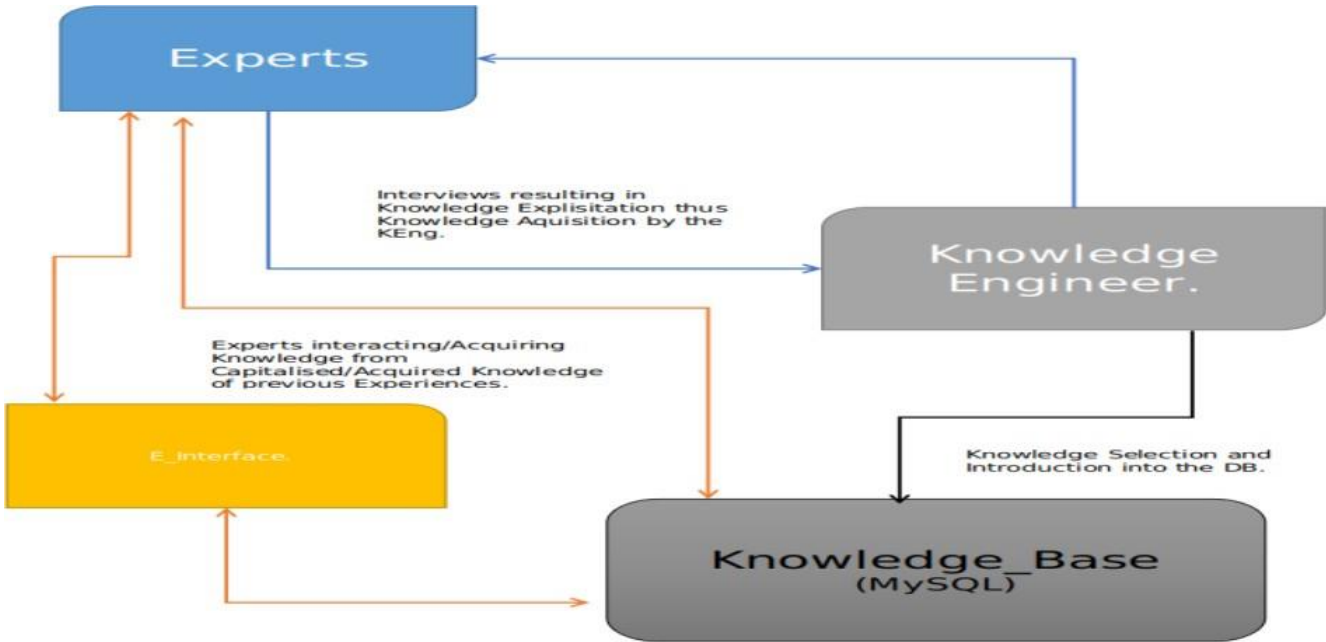 Experts
Interviews resulting in
Knowledge Explisitation thus
Knowledge Aquisition by the
KEng.
Knowledge
Engineer.
Experts interacting/Acquiring
Knowledge from
Capitalised/Acquired Knowledge
of previous Experiences.
E_Interface.
Knowledge Selection and
Introduction into the DB.
Knowledge_Base
(MySQL)